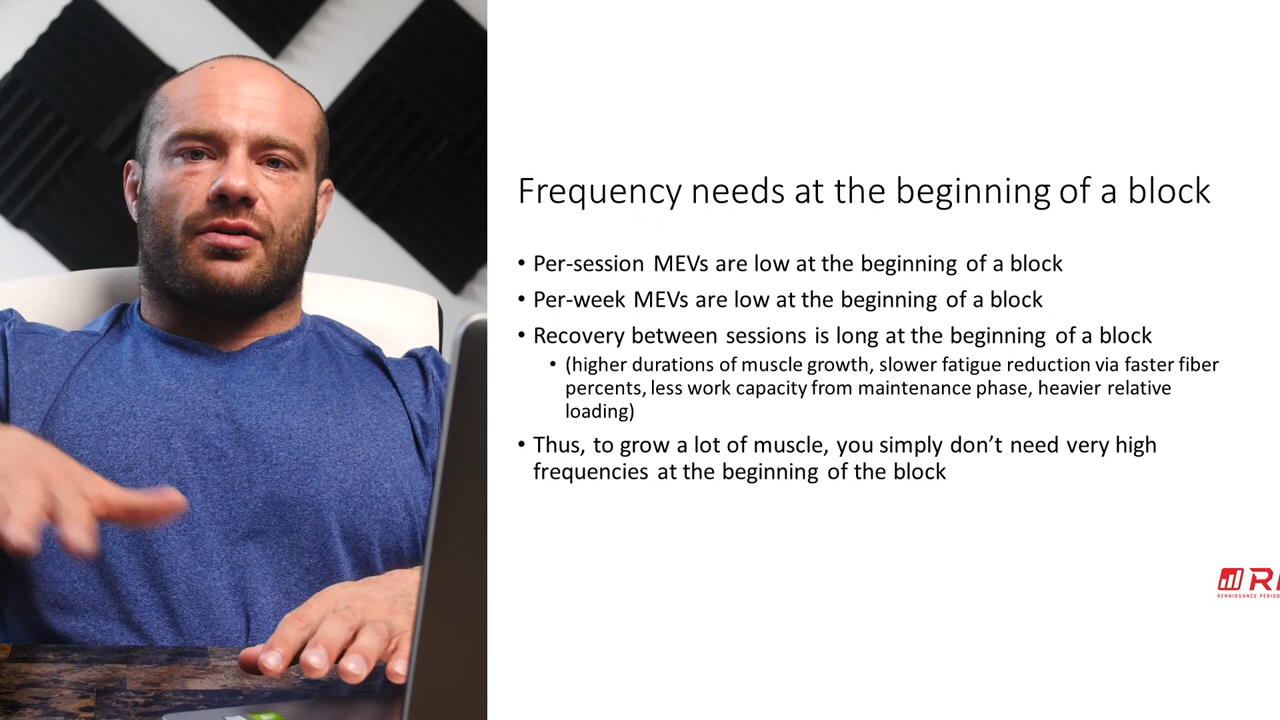 Frequency needs at the beginning of a block
• Per-session MEVs are low at the beginning of a block
• Per-week MEVs are low at the beginning of a block
• Recovery between sessions is long at the beginning of a block
• (higher durations of muscle growth, slower fatigue reduction via faster fiber
percents, less work capacity from maintenance phase, heavier relative
loading)
• Thus, to grow a lot of muscle, you simply don’t need very high
frequencies at the beginning of the block
RENAISSANCE PERIOD